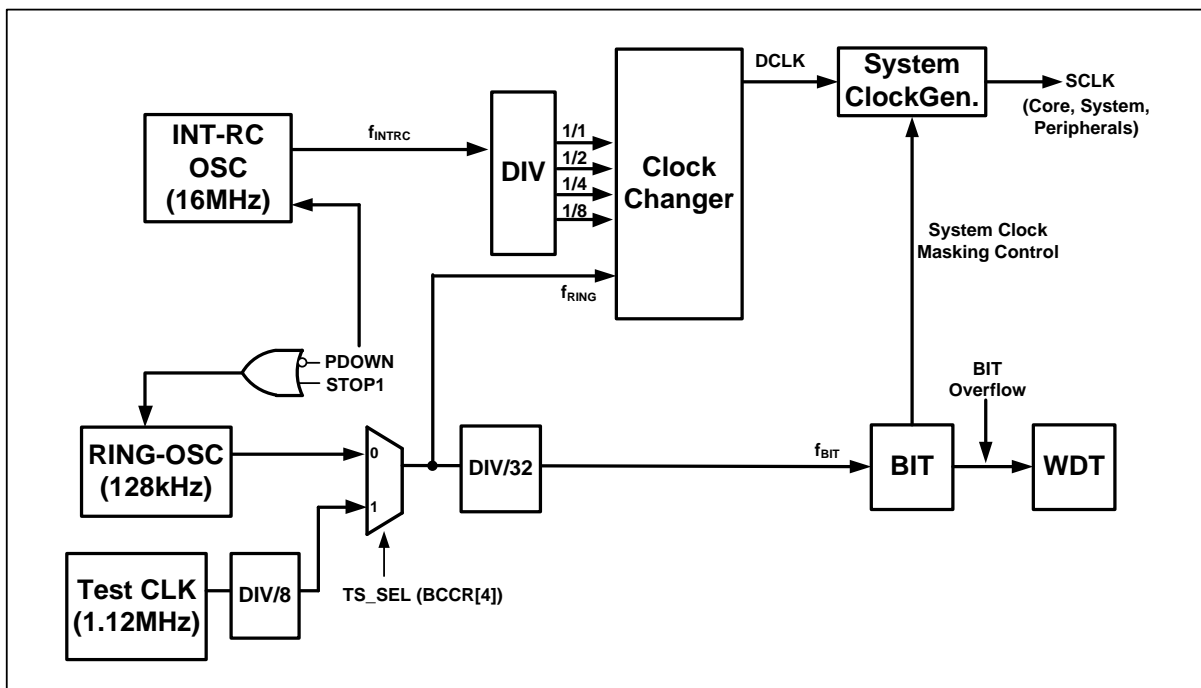 DCLK
System
ClockGen.
SCLK
(Core, System,
Peripherals)
INT-RC
OSC
(16MHz)
fINTRC
DIV
1/1
1/2
1/4
1/8
Clock
Changer
System Clock
Masking Control
fRING
PDOWN
STOP1
BIT
Overflow
RING-OSC
(128kHz)
0
1
DIV/32
fBIT
BIT
WDT
Test CLK
(1.12MHz)
DIV/8
TS_SEL (BCCR[4])